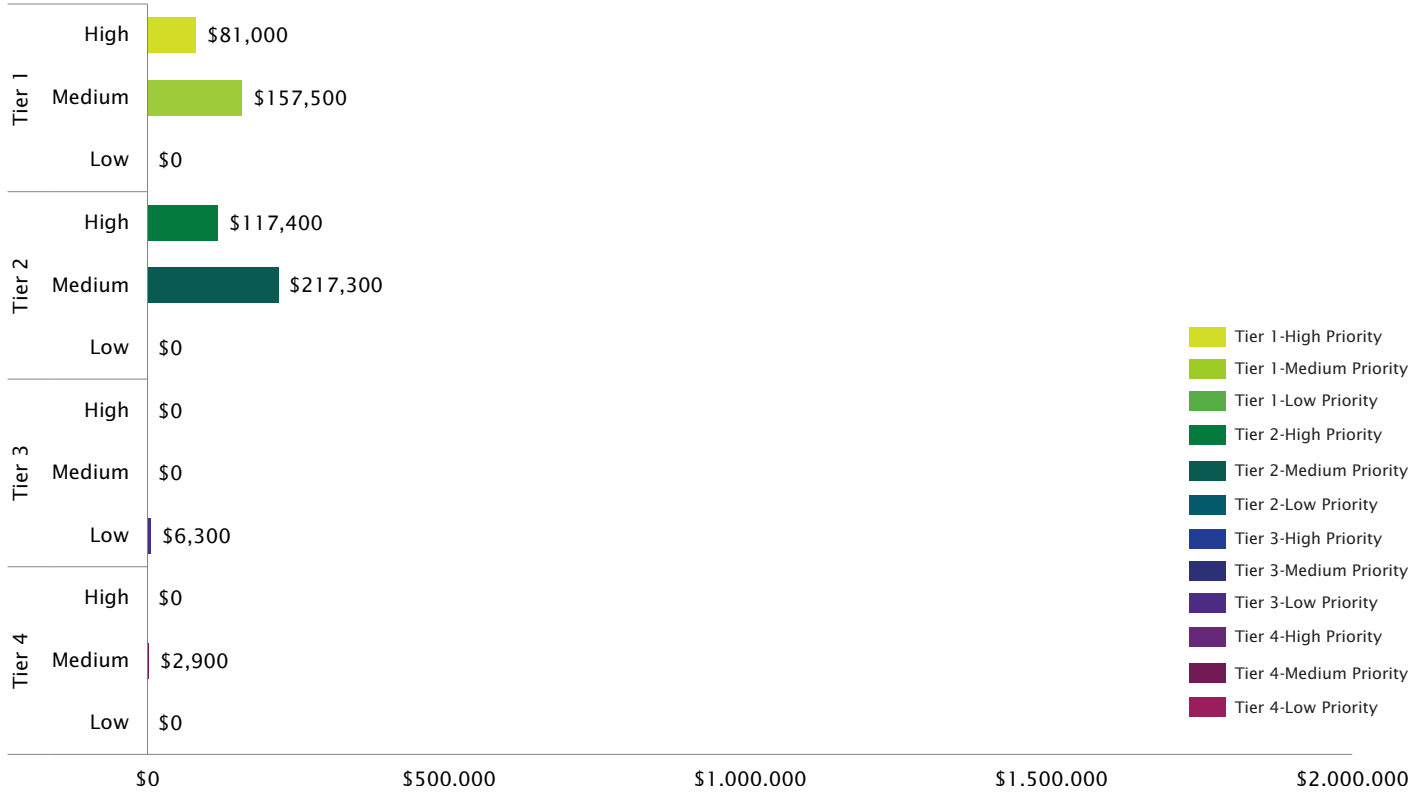 Tier 1
High
$81,000
Medium
$157,500
Low
$0
Tier 2
High
$117,400
Medium
$217,300
Low
$0
Tier 3
High
$0
Medium
$0
Low
$6,300
Tier 4
High
$0
Medium
$2,900
Low
$0
$0
$500.000
$1.000.000
$1.500.000
$2.000.000
Tier 1-High Priority
Tier 1-Medium Priority
Tier 1-Low Priority
Tier 2-High Priority
Tier 2-Medium Priority
Tier 2-Low Priority
Tier 3-High Priority
Tier 3-Medium Priority
Tier 3-Low Priority
Tier 4-High Priority
Tier 4-Medium Priority
Tier 4-Low Priority